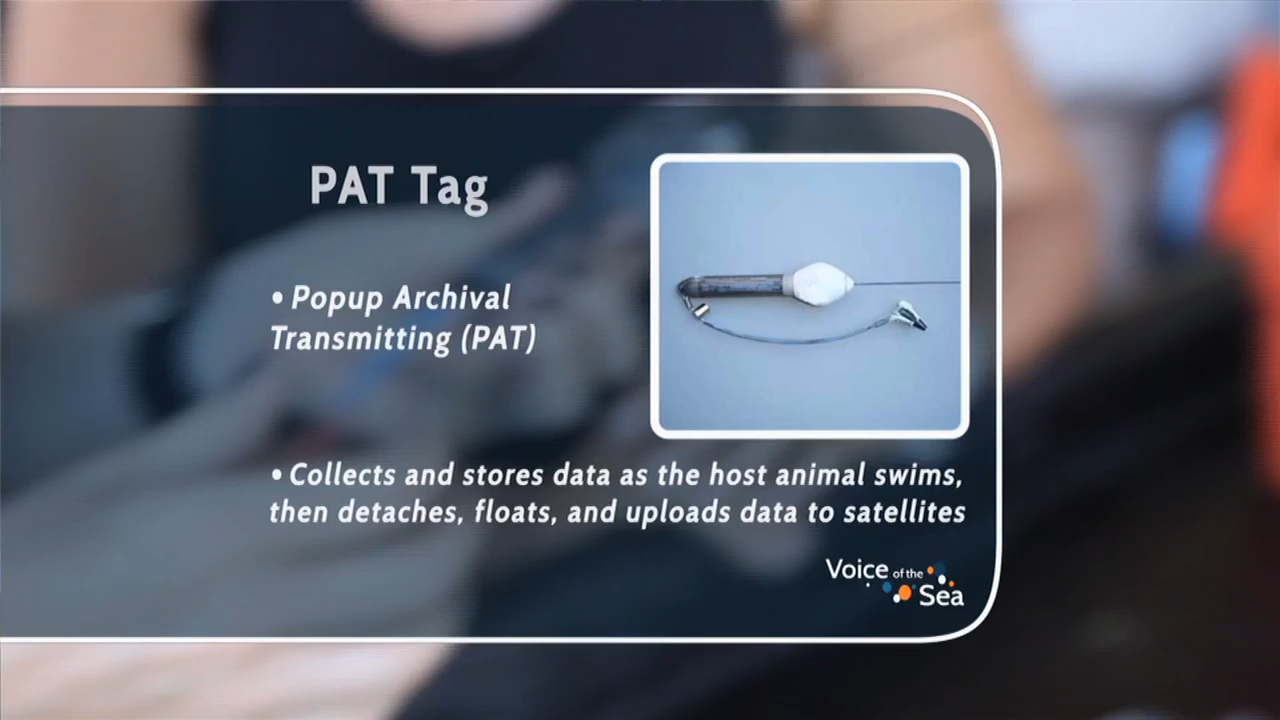 PAT Tag
• Popup Archival
Transmitting (PAT)
• Collects and stores data as the host animal swims,
then detaches, floats, and uploads data to satellites
Voice of the
Sea